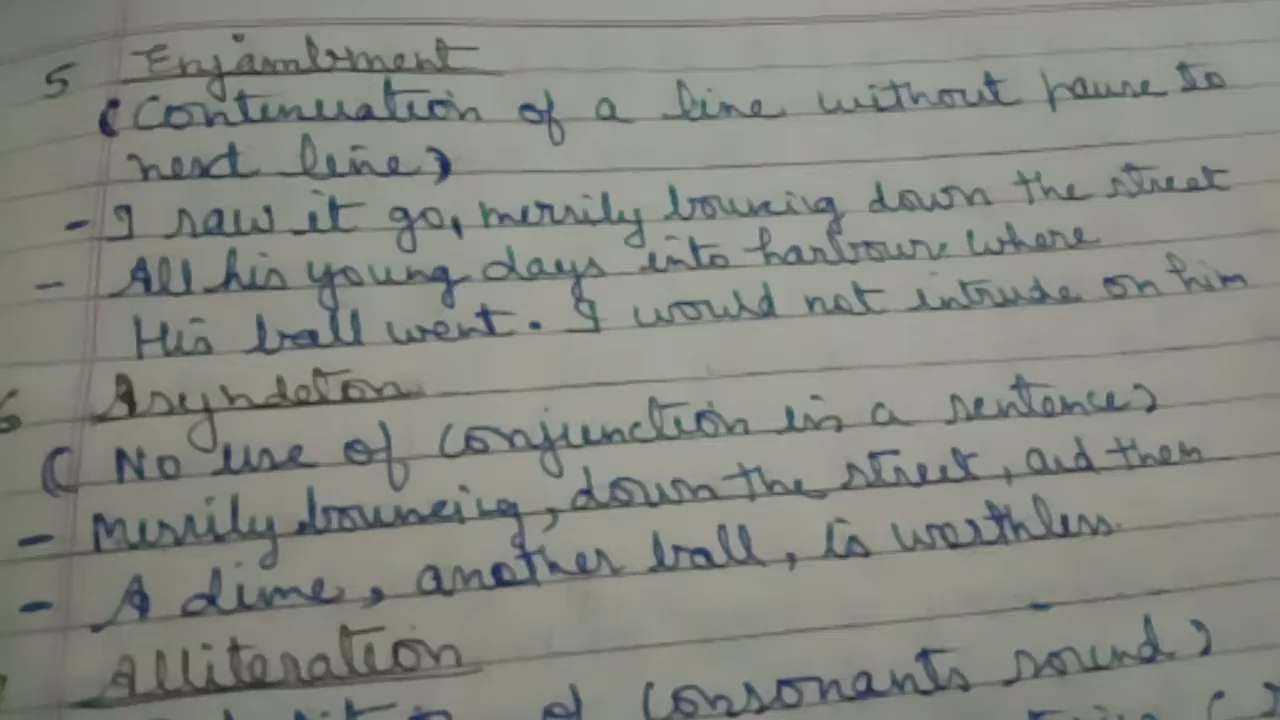 5 Enjambment
(Continuation of a line without pause to
next line)
- I saw it go, merrily bouncing down the street
- All his young days into harbour where
His ball went. I would not intrude on him
6 Asyndeton
( No use of conjunction in a sentence)
- Merrily bouncing, down the street, and then
- A dime, another ball, is worthless.
Alliteration
of consonants sound)